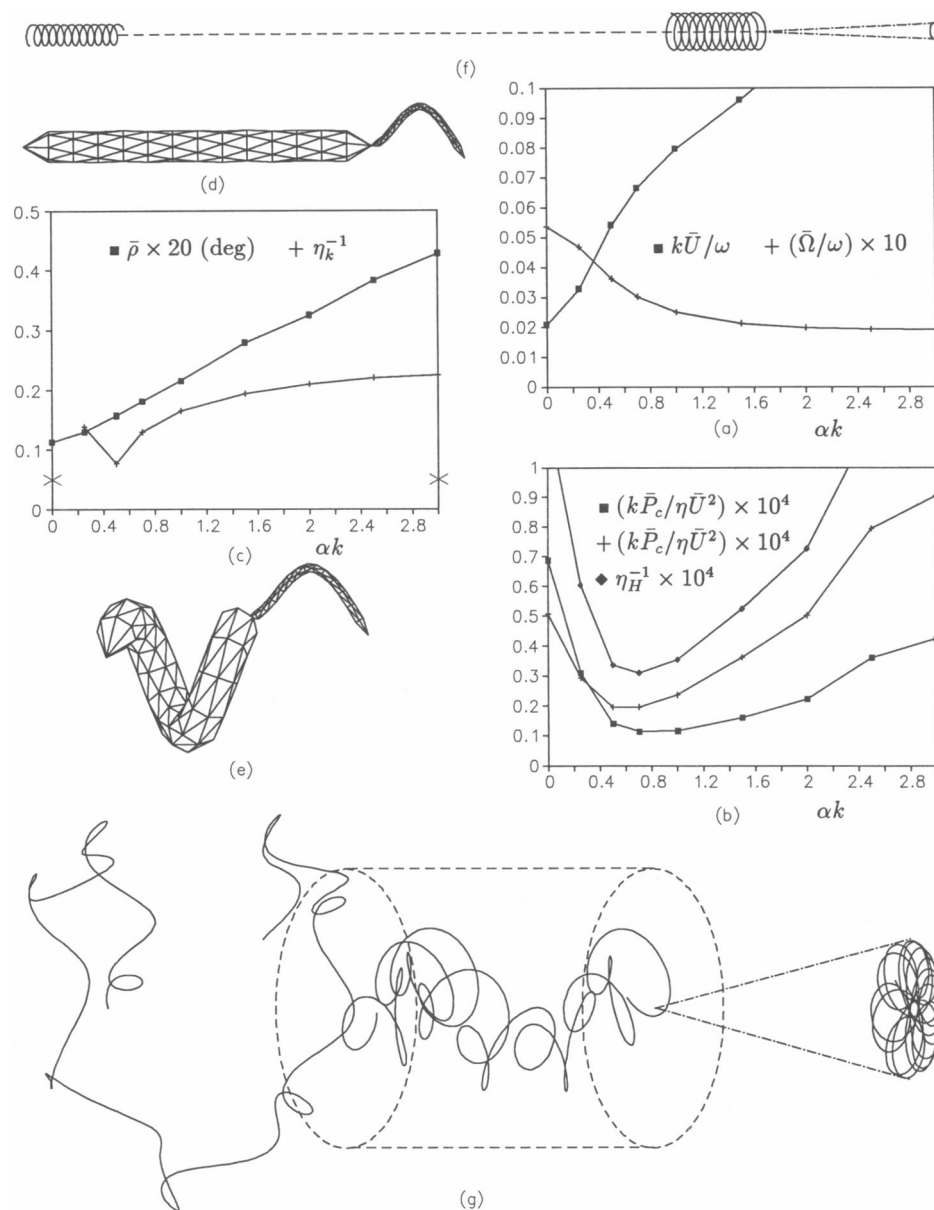 (f)
(d)
0.1
0.09
0.08
0.07
0.06
0.05
0.04
0.03
0.02
0.01
0
■ kŪ/ω + (Ω̄/ω) × 10
0 0.4 0.8 1.2 1.6 2 2.4 2.8
(a) αk
0.5
0.4
0.3
0.2
0.1
0
■ ρ̄ × 20 (deg) + η_k^{-1}
0 0.4 0.8 1.2 1.6 2 2.4 2.8
(c) αk
1
0.9
0.8
0.7
0.6
0.5
0.4
0.3
0.2
0.1
0
■ (kP̄_c/ηŪ²) × 10⁴
+ (kP̄_c/ηŪ²) × 10⁴
◆ η_H^{-1} × 10⁴
0 0.4 0.8 1.2 1.6 2 2.4 2.8
(b) αk
(e)
(g)